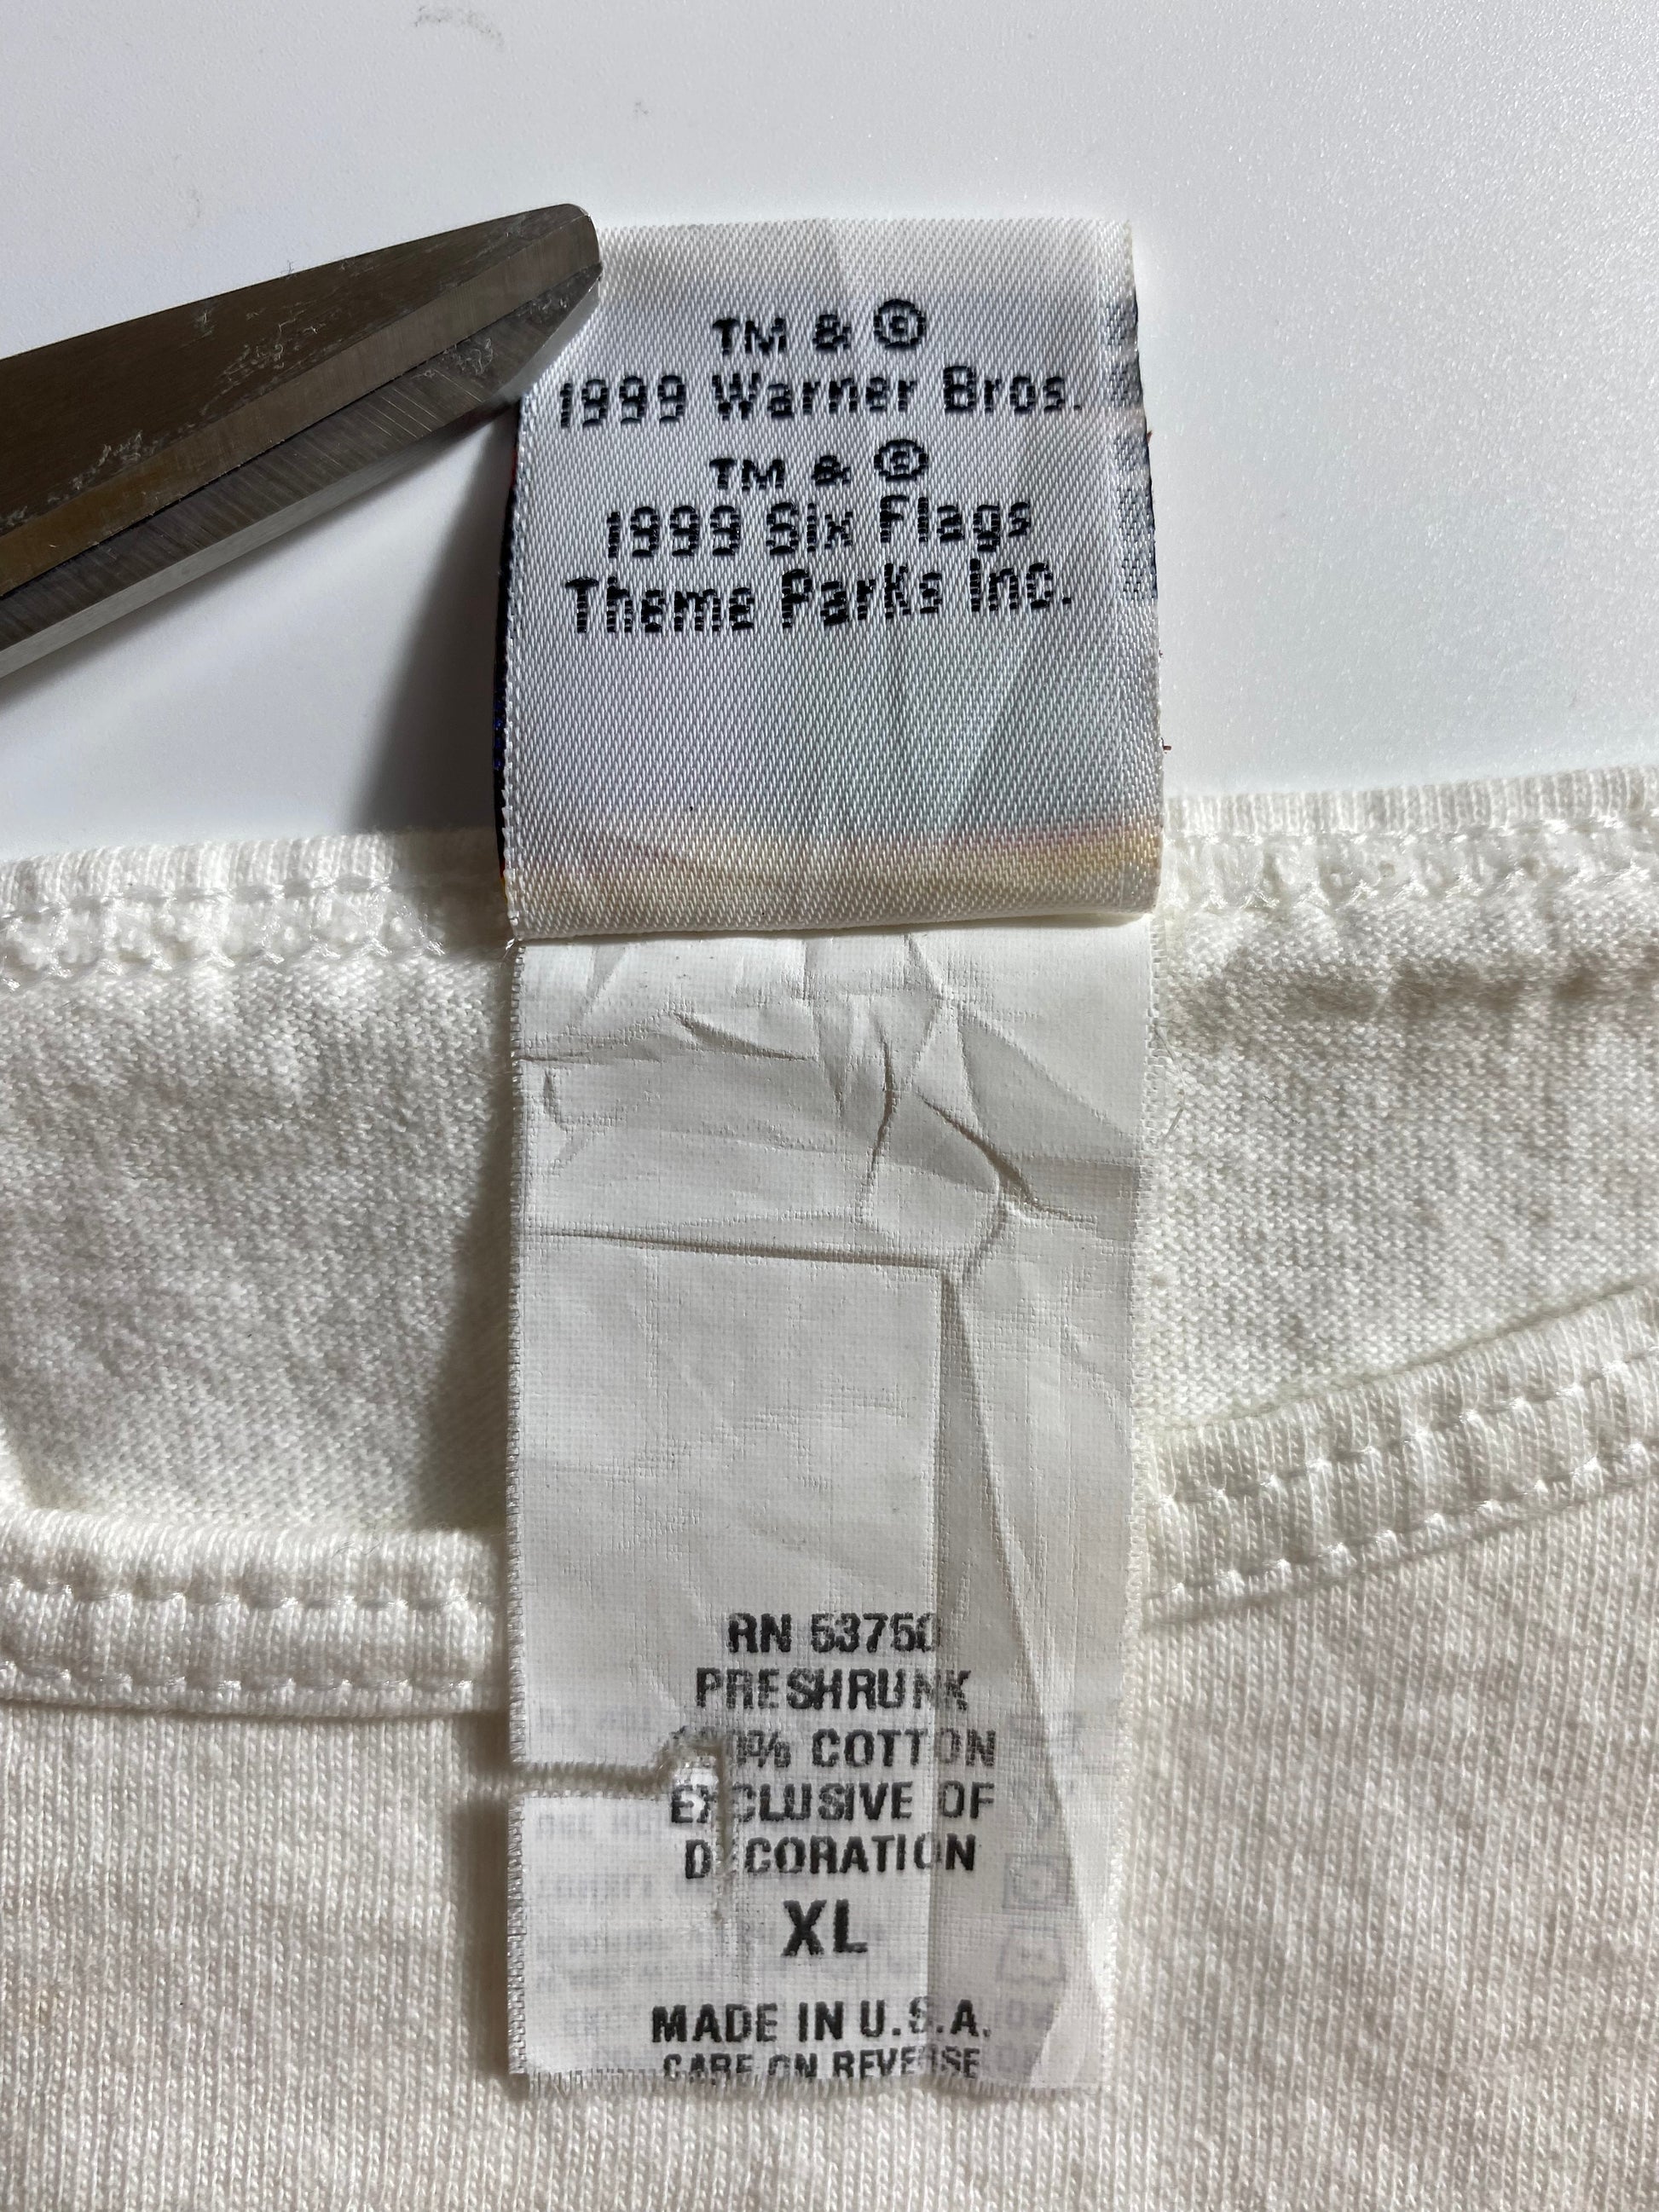 TM & ©
1999 Warner Bros.
TM & ©
1999 Six Flags
Theme Parks Inc.
RN 53750
PRESHRUNK
100% COTTON
EXCLUSIVE OF
DECORATION
XL
MADE IN U.S.A.
CARE ON REVERSE